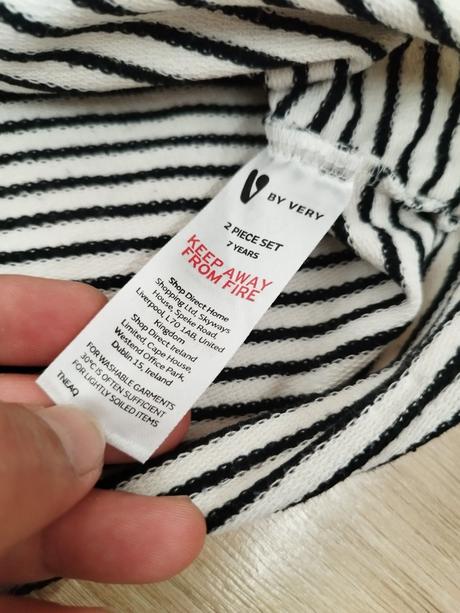 V BY VERY
2 PIECE SET
7 YEARS
KEEP AWAY
FROM FIRE
Shop Direct Home
Shopping Ltd, Skyways
House, Speke Road,
Liverpool, L70 1AB, United
Kingdom
Shop Direct Ireland
Limited, Cape House,
Westend Office Park,
Dublin 15, Ireland
FOR WASHABLE GARMENTS
30°C IS OFTEN SUFFICIENT
FOR LIGHTLY SOILED ITEMS
TNEAQ